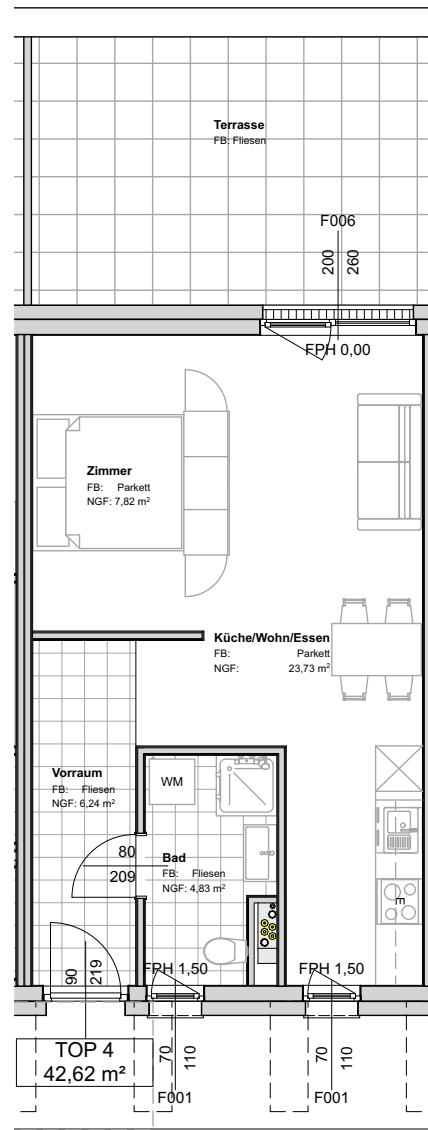 Terrasse
FB: Fliesen
F006
200
260
FPH 0,00
Zimmer
FB: Parkett
NGF: 7,82 m²
Küche/Wohn/Essen
FB: Parkett
NGF: 23,73 m²
WM
Vorraum
FB: Fliesen
NGF: 6,24 m²
80
209
Bad
FB: Fliesen
NGF: 4,83 m²
E
90
219
FPH 1,50
FPH 1,50
TOP 4
42,62 m²
70
110
70
110
F001
F001